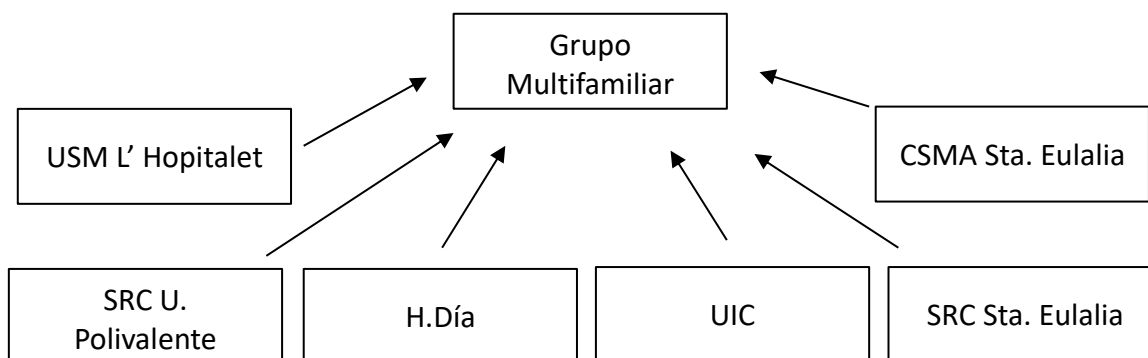 Grupo
Multifamiliar
USM L’ Hopitalet
CSMA Sta. Eulalia
SRC U.
Polivalente
H.Día
UIC
SRC Sta. Eulalia